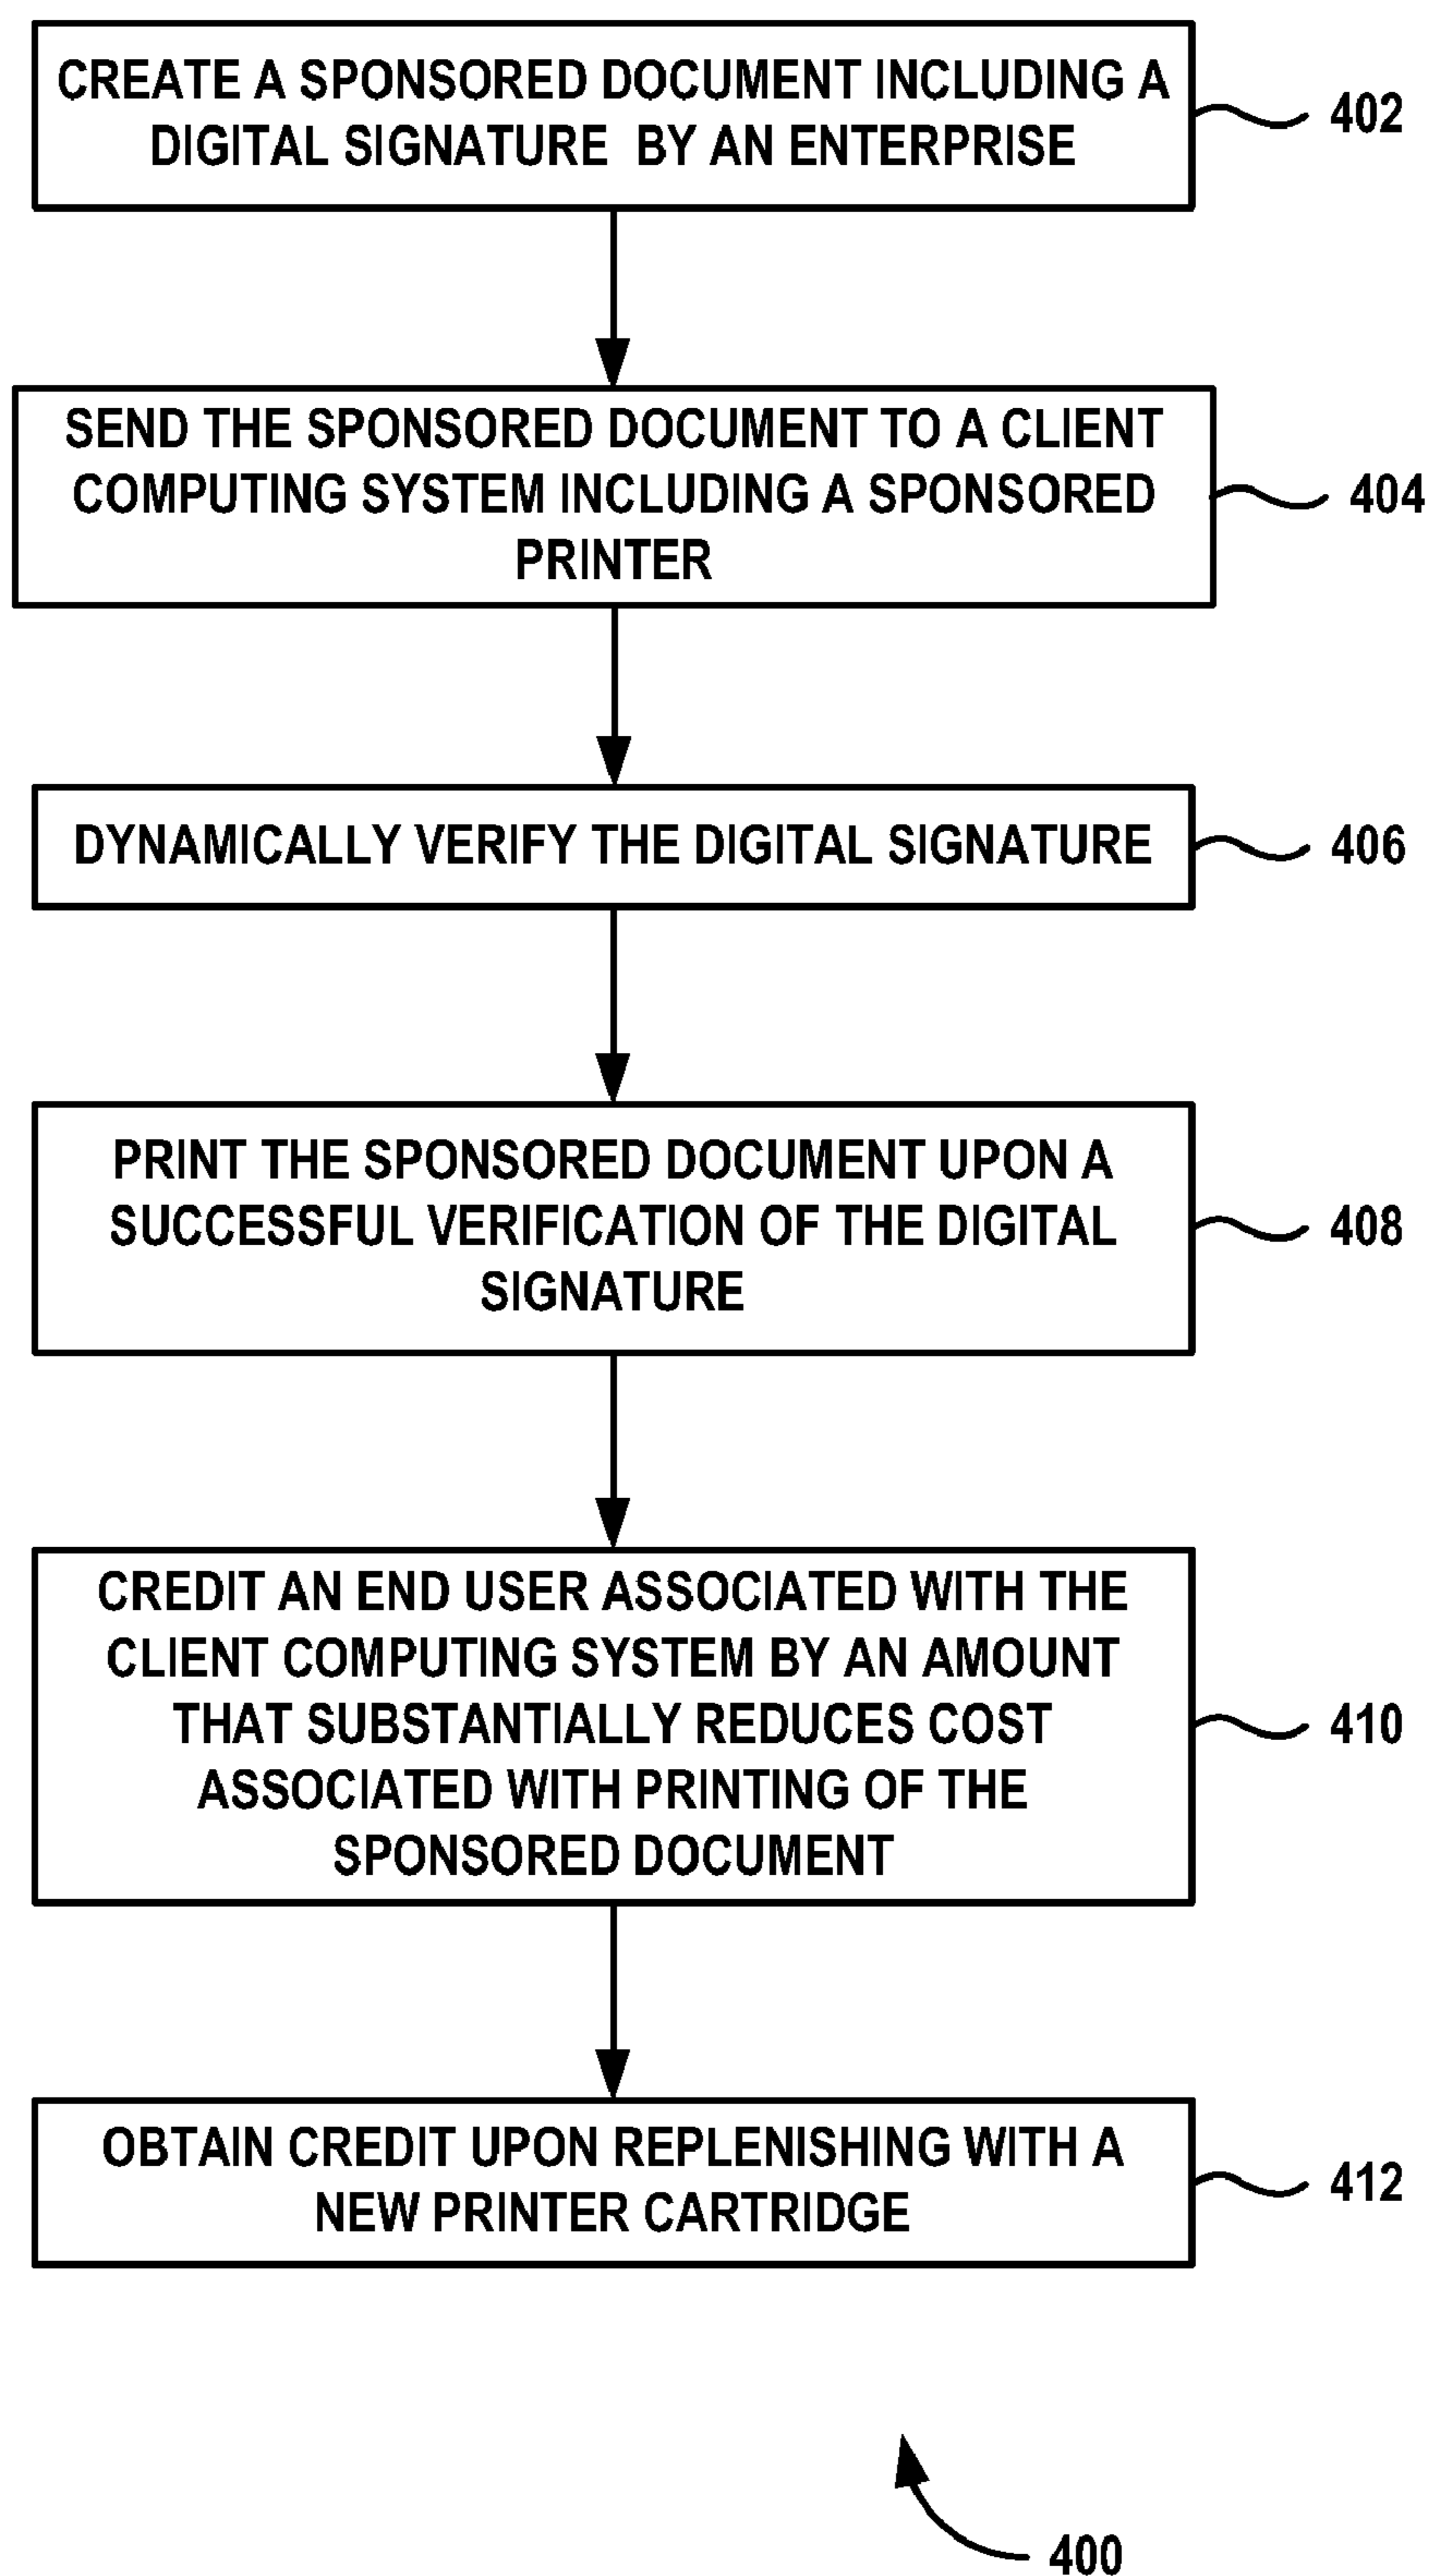 CREATE A SPONSORED DOCUMENT INCLUDING A
DIGITAL SIGNATURE BY AN ENTERPRISE
402
SEND THE SPONSORED DOCUMENT TO A CLIENT
COMPUTING SYSTEM INCLUDING A SPONSORED
PRINTER
404
DYNAMICALLY VERIFY THE DIGITAL SIGNATURE
406
PRINT THE SPONSORED DOCUMENT UPON A
SUCCESSFUL VERIFICATION OF THE DIGITAL
SIGNATURE
408
CREDIT AN END USER ASSOCIATED WITH THE
CLIENT COMPUTING SYSTEM BY AN AMOUNT
THAT SUBSTANTIALLY REDUCES COST
ASSOCIATED WITH PRINTING OF THE
SPONSORED DOCUMENT
410
OBTAIN CREDIT UPON REPLENISHING WITH A
NEW PRINTER CARTRIDGE
412
400